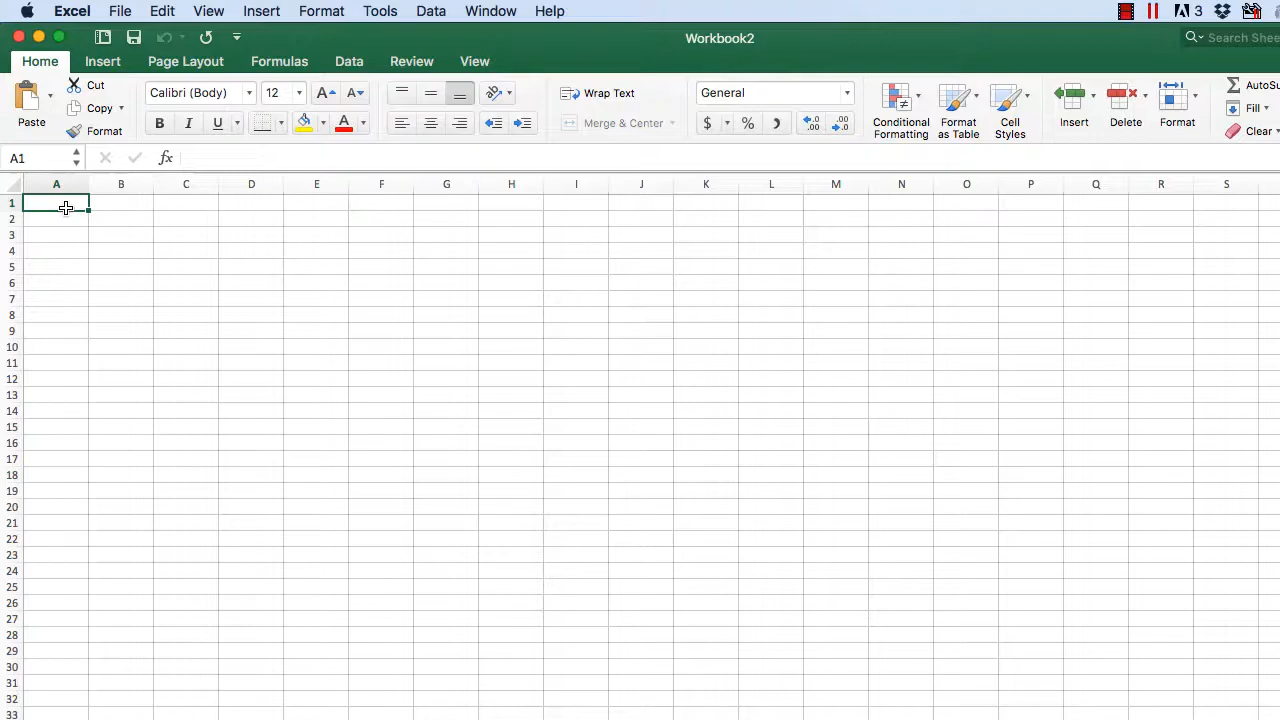 Excel File Edit View Insert Format Tools Data Window Help 3
Workbook2 Search Shee
Home Insert Page Layout Formulas Data Review View
Paste Cut Copy Format
Calibri (Body) 12 A A
B I U A
Wrap Text
Merge & Center
General
$ % .0 .00 .00 .0
Conditional Formatting
Format as Table
Cell Styles
Insert Delete Format
AutoSu
Fill
Clear
A1 fx
A B C D E F G H I J K L M N O P Q R S
1
2
3
4
5
6
7
8
9
10
11
12
13
14
15
16
17
18
19
20
21
22
23
24
25
26
27
28
29
30
31
32
33